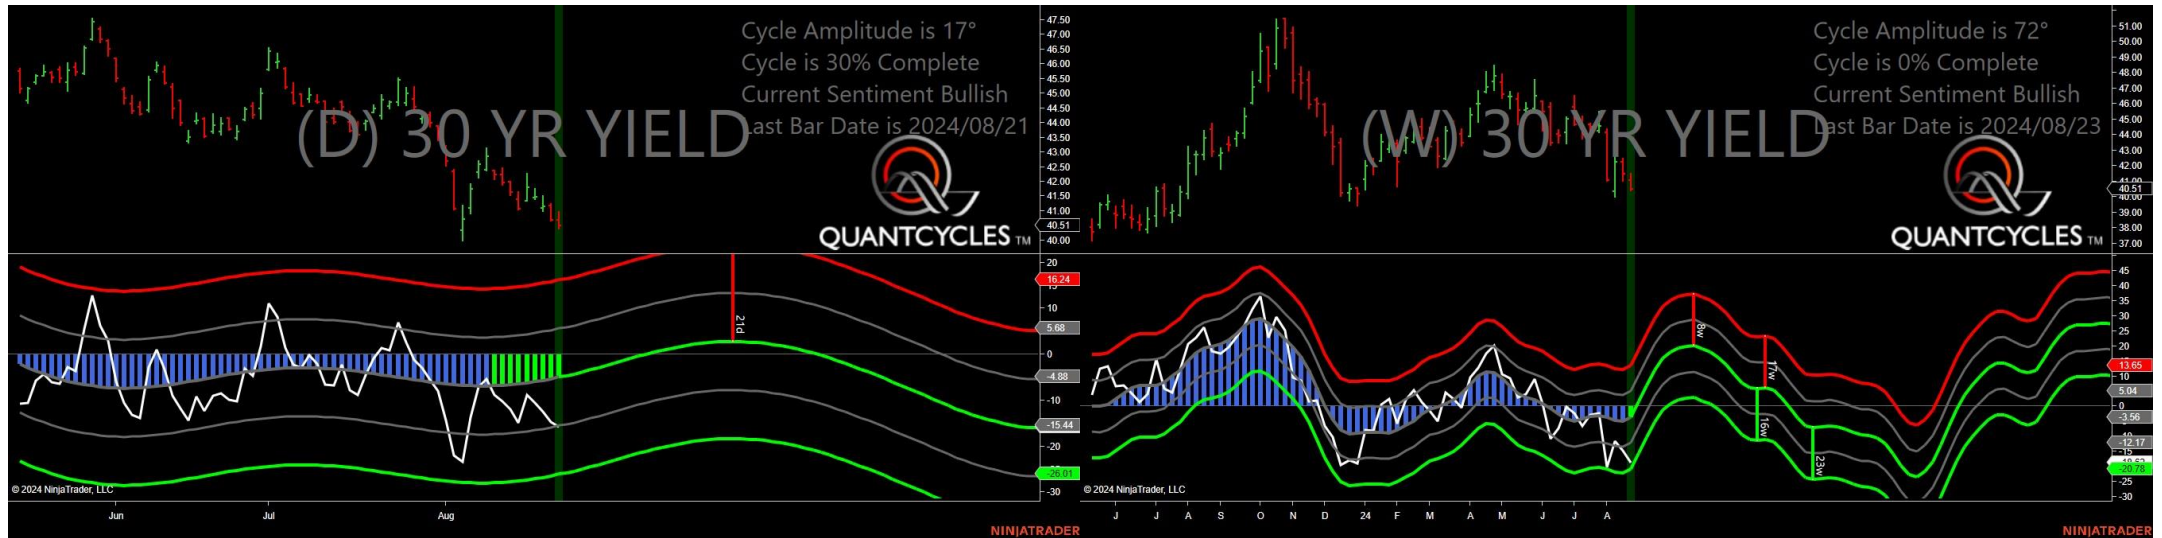 Cycle Amplitude is 17°
Cycle is 30% Complete
Current Sentiment Bullish
Last Bar Date is 2024/08/21
(D) 30 YR YIELD
QUANTCYCLES TM
47.50
47.00
46.50
46.00
45.50
45.00
44.50
44.00
43.50
43.00
42.50
42.00
41.50
41.00
40.51
40.00
20
16.24
10
5.68
0
-4.88
-10
-15.44
-20
-26.01
-30
21d
© 2024 NinjaTrader, LLC
Jun
Jul
Aug
NINJATRADER
Cycle Amplitude is 72°
Cycle is 0% Complete
Current Sentiment Bullish
Last Bar Date is 2024/08/23
(W) 30 YR YIELD
QUANTCYCLES TM
51.00
50.00
49.00
48.00
47.00
46.00
45.00
44.00
43.00
42.00
41.00
40.51
40.00
39.00
38.00
37.00
45
40
35
30
25
20
13.65
10
5.04
0
-3.56
-12.17
-15
-20.78
-25
-30
8w
17w
16w
23w
© 2024 NinjaTrader, LLC
J
J
A
S
O
N
D
24
F
M
A
M
J
J
A
NINJATRADER